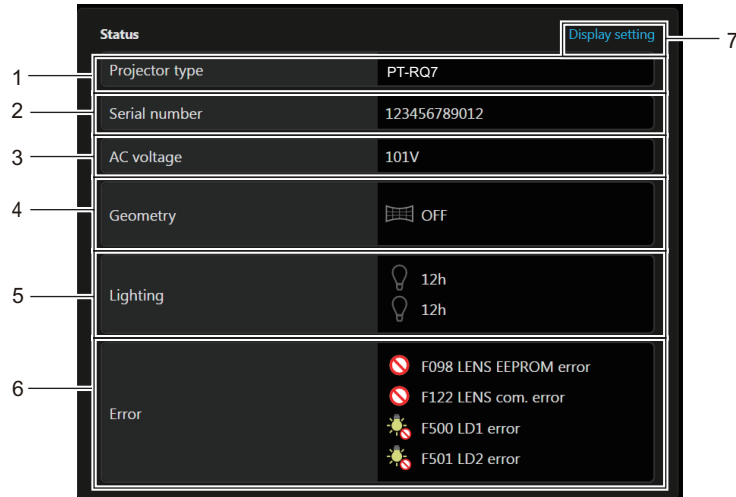 Status
Display setting
7
1
Projector type
PT-RQ7
2
Serial number
123456789012
3
AC voltage
101V
4
Geometry
OFF
5
Lighting
12h
12h
6
Error
F098 LENS EEPROM error
F122 LENS com. error
F500 LD1 error
F501 LD2 error